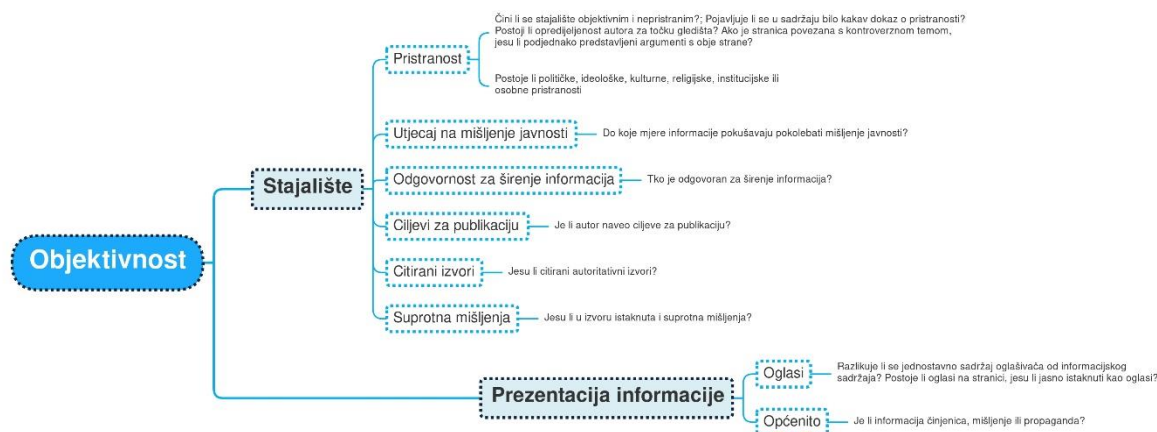 Objektivnost
Stajalište
Pristranost
Čini li se stajalište objektivnim i nepristranim?; Pojavljuje li se u sadržaju bilo kakav dokaz o pristranosti?
Postoji li opredijeljenost autora za točku gledišta? Ako je stranica povezana s kontroverznom temom,
jesu li podjednako predstavljeni argumenti s obje strane?
Postoje li političke, ideološke, kulturne, religijske, institucijske ili
osobne pristranosti
Utjecaj na mišljenje javnosti
Do koje mjere informacije pokušavaju pokolebati mišljenje javnosti?
Odgovornost za širenje informacija
Tko je odgovoran za širenje informacija?
Ciljevi za publikaciju
Je li autor naveo ciljeve za publikaciju?
Citirani izvori
Jesu li citirani autoritativni izvori?
Suprotna mišljenja
Jesu li u izvoru istaknuta i suprotna mišljenja?
Prezentacija informacije
Oglasi
Razlikuje li se jednostavno sadržaj oglašivača od informacijskog
sadržaja? Postoje li oglasi na stranici, jesu li jasno istaknuti kao oglasi?
Općenito
Je li informacija činjenica, mišljenje ili propaganda?